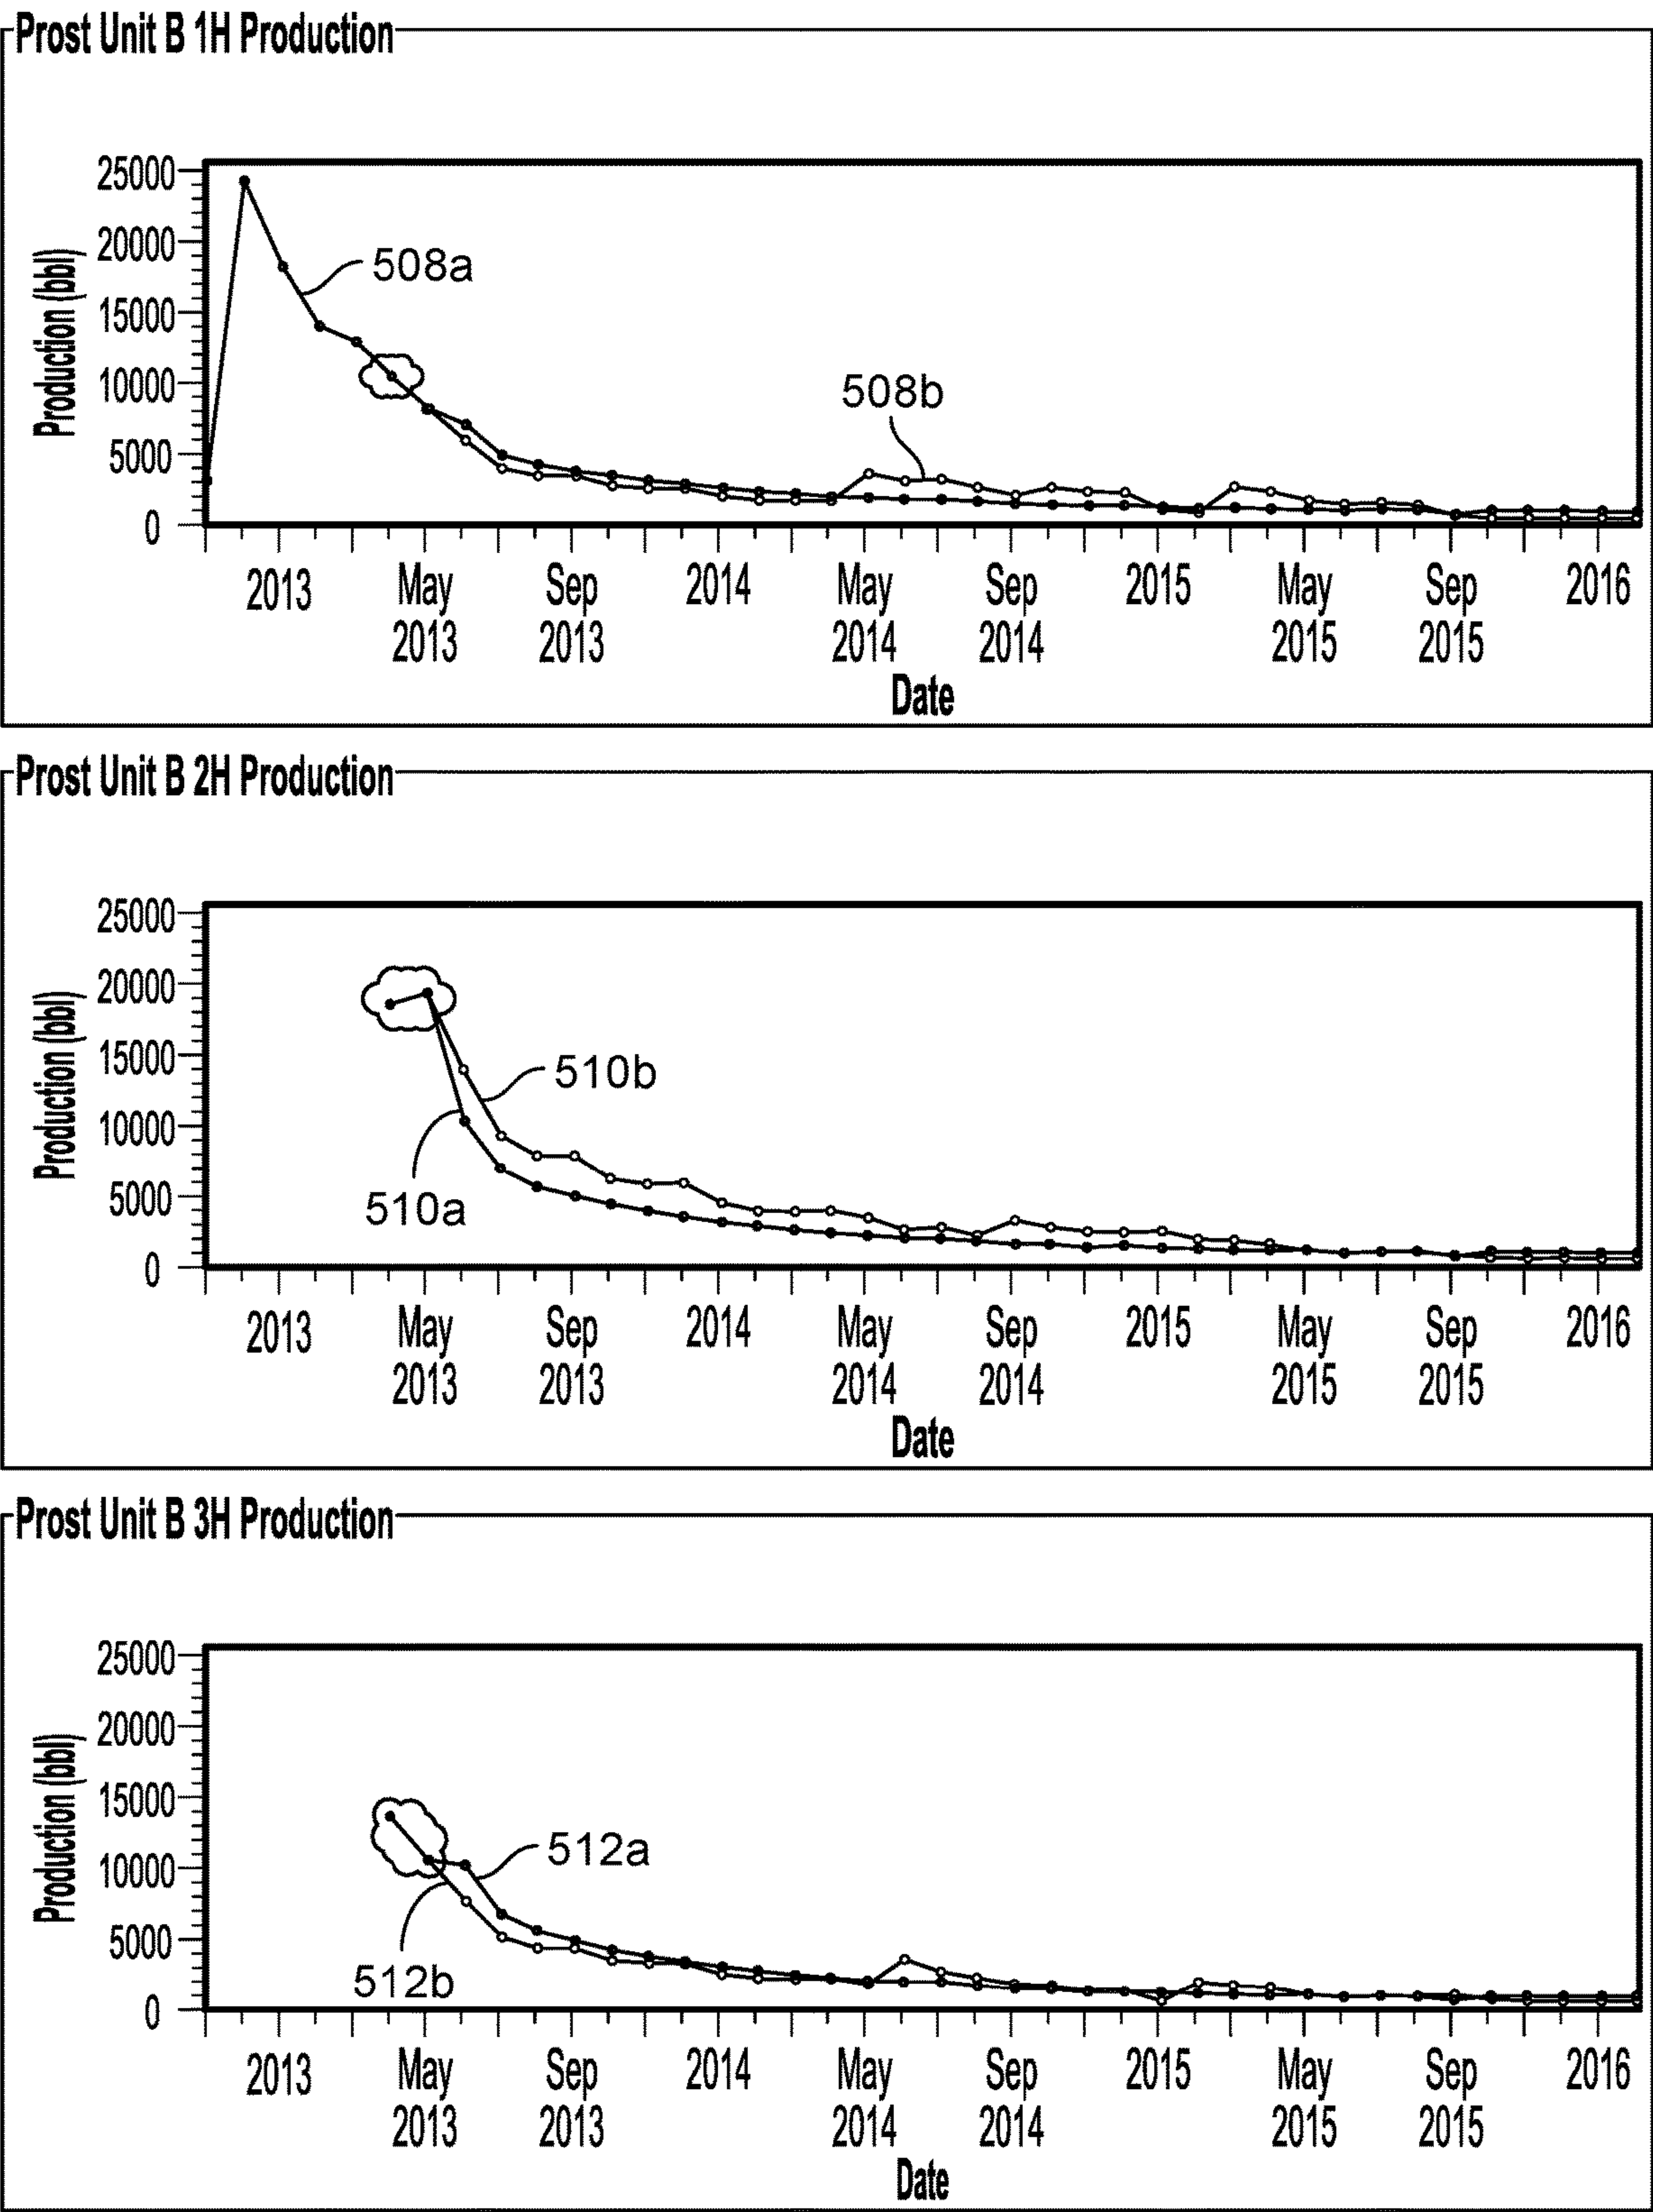 Prost Unit B 1H Production
25000
20000
15000
10000
5000
0
Production (bbl)
508a
508b
2013 May Sep 2014 May Sep 2015 May Sep 2016
2013 2013 2014 2014 2015 2015
Date
Prost Unit B 2H Production
25000
20000
15000
10000
5000
0
Production (bbl)
510b
510a
2013 May Sep 2014 May Sep 2015 May Sep 2016
2013 2013 2014 2014 2015 2015
Date
Prost Unit B 3H Production
25000
20000
15000
10000
5000
0
Production (bbl)
512a
512b
2013 May Sep 2014 May Sep 2015 May Sep 2016
2013 2013 2014 2014 2015 2015
Date